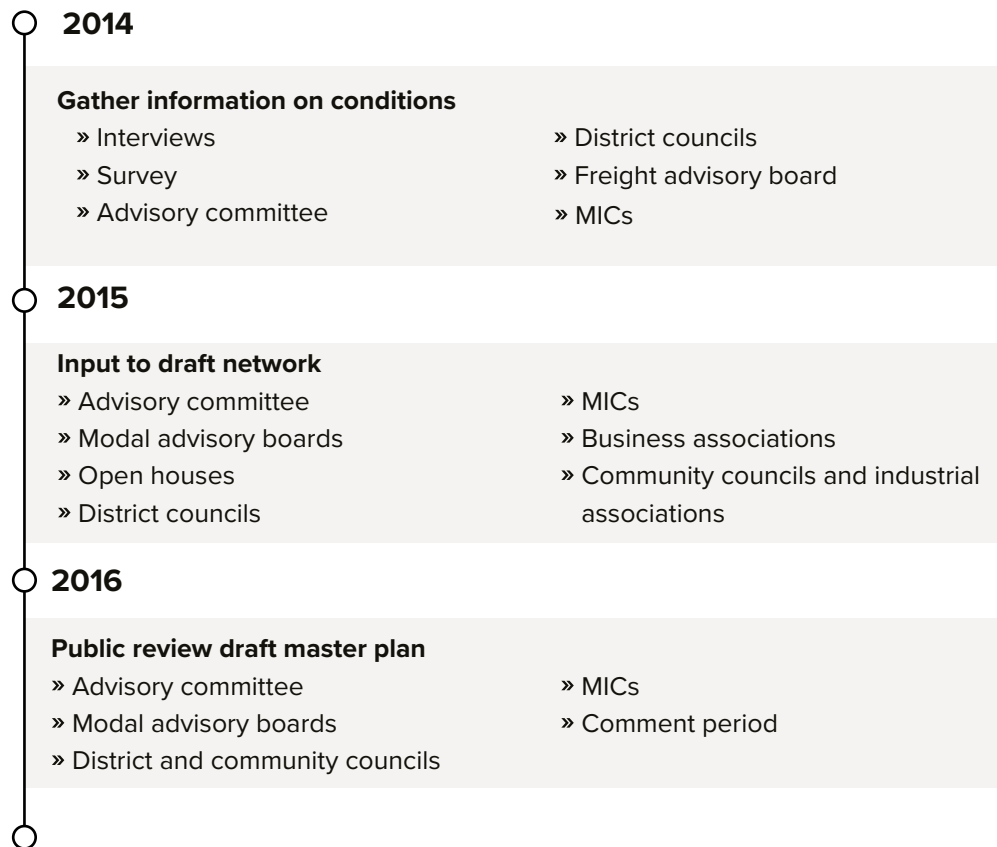 2014
Gather information on conditions
» Interviews
» Survey
» Advisory committee
» District councils
» Freight advisory board
» MICs
2015
Input to draft network
» Advisory committee
» Modal advisory boards
» Open houses
» District councils
» MICs
» Business associations
» Community councils and industrial
associations
2016
Public review draft master plan
» Advisory committee
» Modal advisory boards
» District and community councils
» MICs
» Comment period